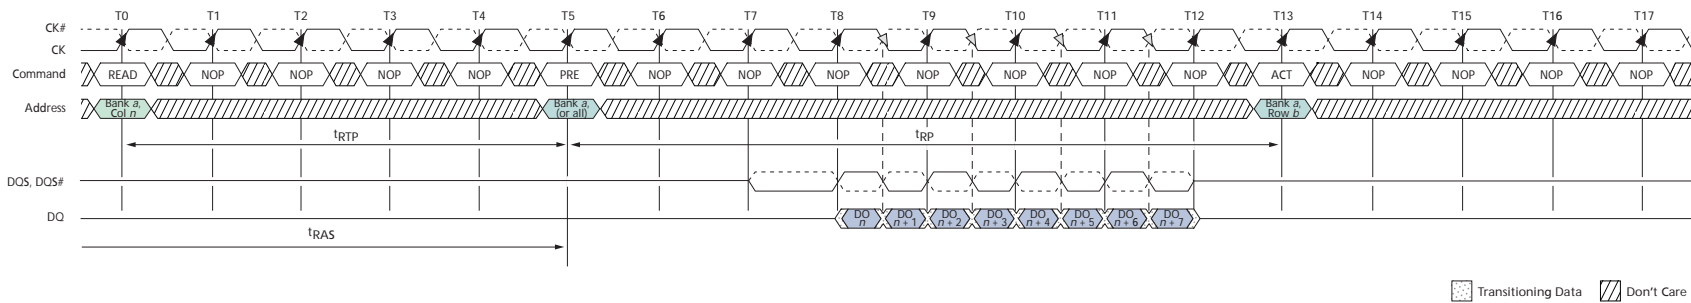 T0 T1 T2 T3 T4 T5 T6 T7 T8 T9 T10 T11 T12 T13 T14 T15 T16 T17
CK#
CK
Command READ NOP NOP NOP NOP PRE NOP NOP NOP NOP NOP NOP NOP ACT NOP NOP NOP NOP
Address Bank a, Col n Bank a, (or all) Bank a, Row b
tRTP tRP
DQS, DQS#
DQ DO n DO n + 1 DO n + 2 DO n + 3 DO n + 4 DO n + 5 DO n + 6 DO n + 7
tRAS
Transitioning Data Don't Care